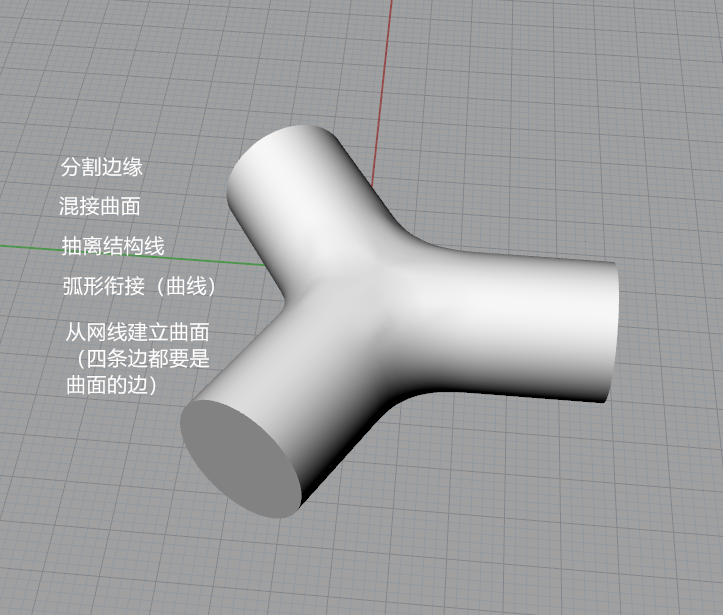 分割边缘
混接曲面
抽离结构线
弧形衔接（曲线）
从网线建立曲面
（四条边都要是
曲面的边）